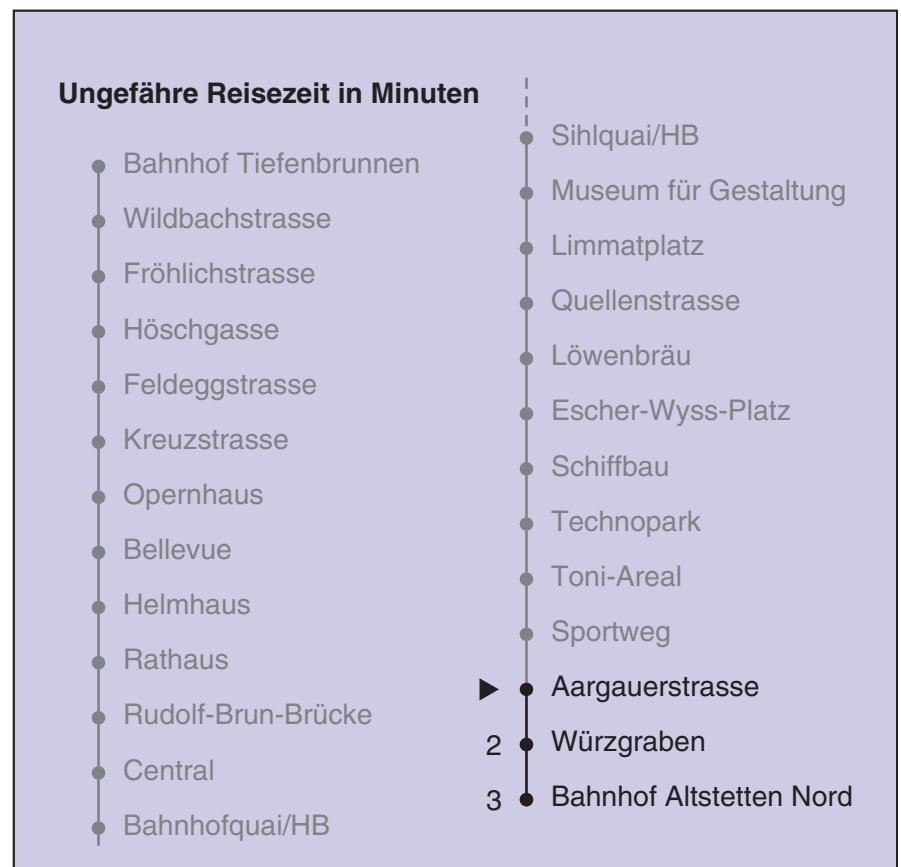 Ungefähre Reisezeit in Minuten
Bahnhof Tiefenbrunnen
Wildbachstrasse
Fröhlichstrasse
Höschgasse
Feldeggstrasse
Kreuzstrasse
Opernhaus
Bellevue
Helmhaus
Rathaus
Rudolf-Brun-Brücke
Central
Bahnhofquai/HB
Sihlquai/HB
Museum für Gestaltung
Limmatplatz
Quellenstrasse
Löwenbräu
Escher-Wyss-Platz
Schiffbau
Technopark
Toni-Areal
Sportweg
Aargauerstrasse
2 Würzgraben
3 Bahnhof Altstetten Nord